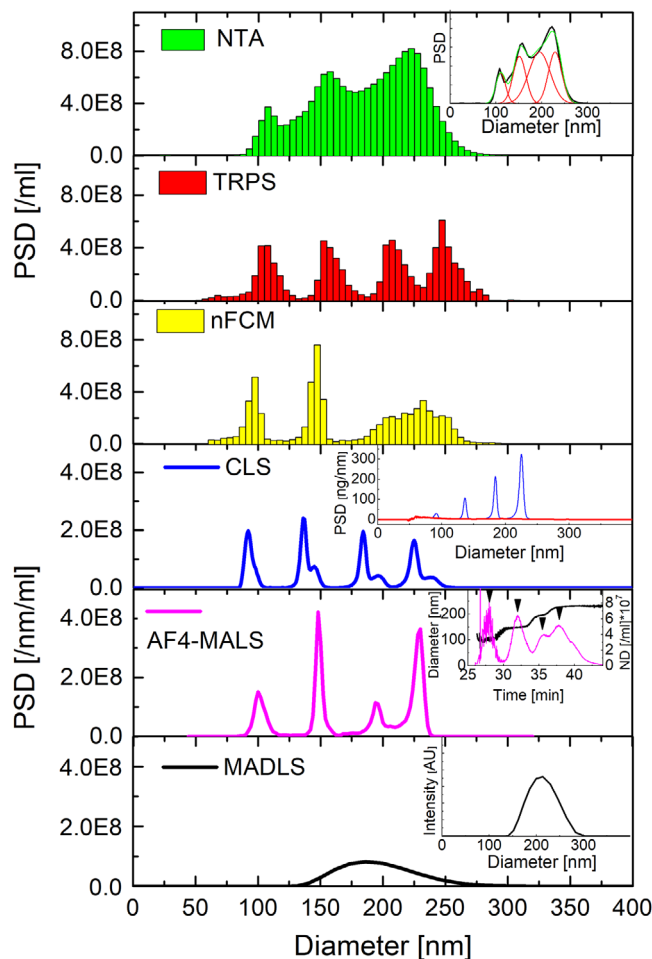 NTA
8.0E8
4.0E8
0.0
PSD
0 100 200 300
Diameter [nm]
PSD [/ml]
TRPS
8.0E8
4.0E8
0.0
nFCM
8.0E8
4.0E8
0.0
CLS
4.0E8
2.0E8
0.0
PSD [ng/nm]
300
200
100
0
0 100 200 300
Diameter [nm]
PSD [/nm/ml]
AF4-MALS
4.0E8
2.0E8
0.0
Diameter [nm]
200
150
100
50
8
6
4
2
0
ND [/ml]*10^7
25 30 35 40
Time [min]
MADLS
4.0E8
2.0E8
0.0
Intensity [AU]
0 100 200 300
Diameter [nm]
0 50 100 150 200 250 300 350 400
Diameter [nm]